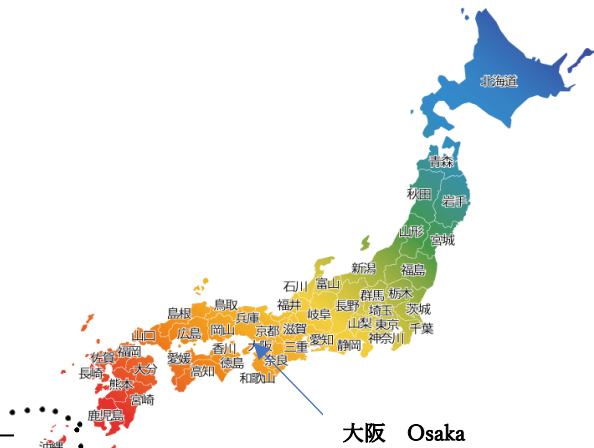 北海道
青森
秋田
岩手
山形
宮城
新潟
福島
石川
富山
群馬
栃木
福井
岐阜
長野
埼玉
茨城
山梨
東京
千葉
神奈川
静岡
愛知
滋賀
三重
京都
兵庫
鳥取
島根
岡山
広島
山口
大阪
奈良
和歌山
香川
徳島
愛媛
高知
福岡
佐賀
大分
長崎
熊本
宮崎
鹿児島
沖縄
大阪 Osaka